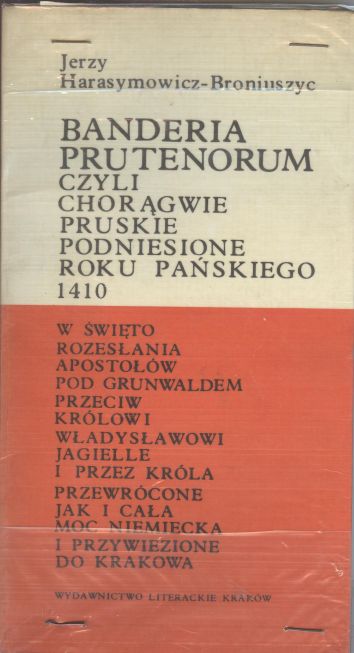 Jerzy
Harasymowicz-Broniuszyc
BANDERIA
PRUTENORUM
CZYLI
CHORĄGWIE
PRUSKIE
PODNIESIONE
ROKU PAŃSKIEGO
1410
W ŚWIĘTO
ROZESŁANIA
APOSTOŁÓW
POD GRUNWALDEM
PRZECIW
KRÓLOWI
WŁADYSŁAWOWI
JAGIELLE
I PRZEZ KRÓLA
PRZEWRÓCONE
JAK I CAŁA
MOC NIEMIECKA
I PRZYWIEZIONE
DO KRAKOWA
WYDAWNICTWO LITERACKIE KRAKÓW